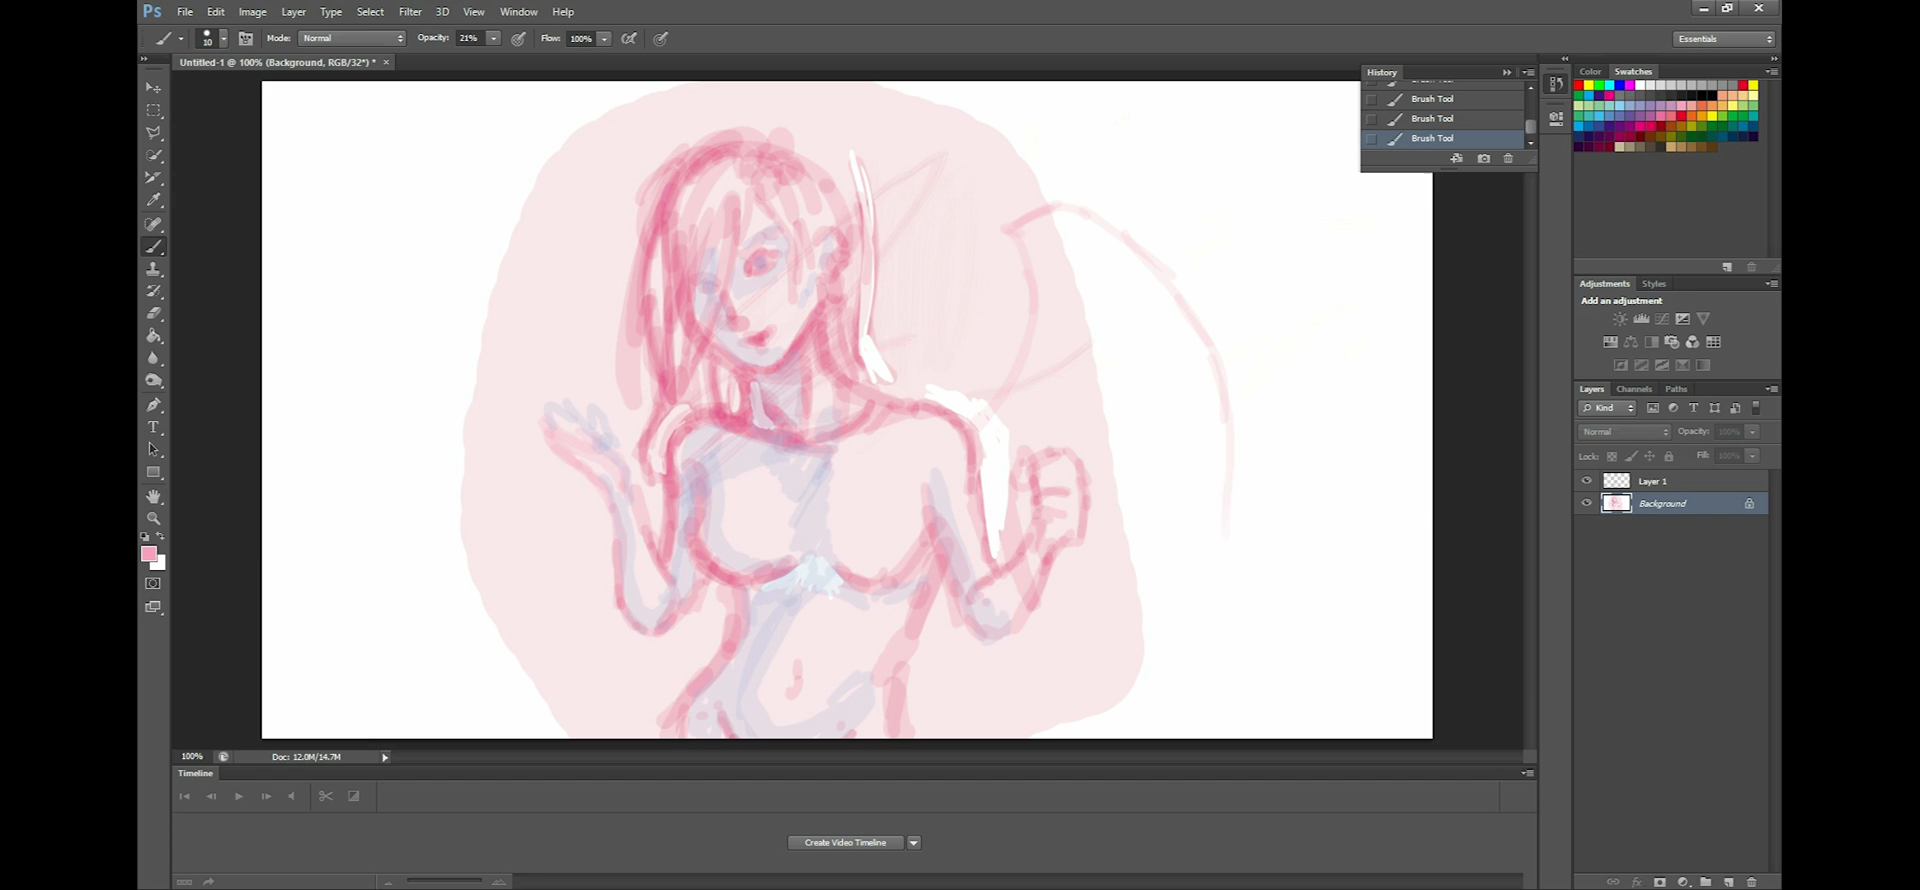 Ps File Edit Image Layer Type Select Filter 3D View Window Help
10 Mode: Normal Opacity: 21% Flow: 100% Essentials
Untitled-1 @ 100% (Background, RGB/32*) * ×
History
Brush Tool
Brush Tool
Brush Tool
Color Swatches
Adjustments Styles
Add an adjustment
Layers Channels Paths
Kind
Normal Opacity: 100%
Lock: Fill: 100%
Layer 1
Background
100% Doc: 12.0M/14.7M
Timeline
Create Video Timeline